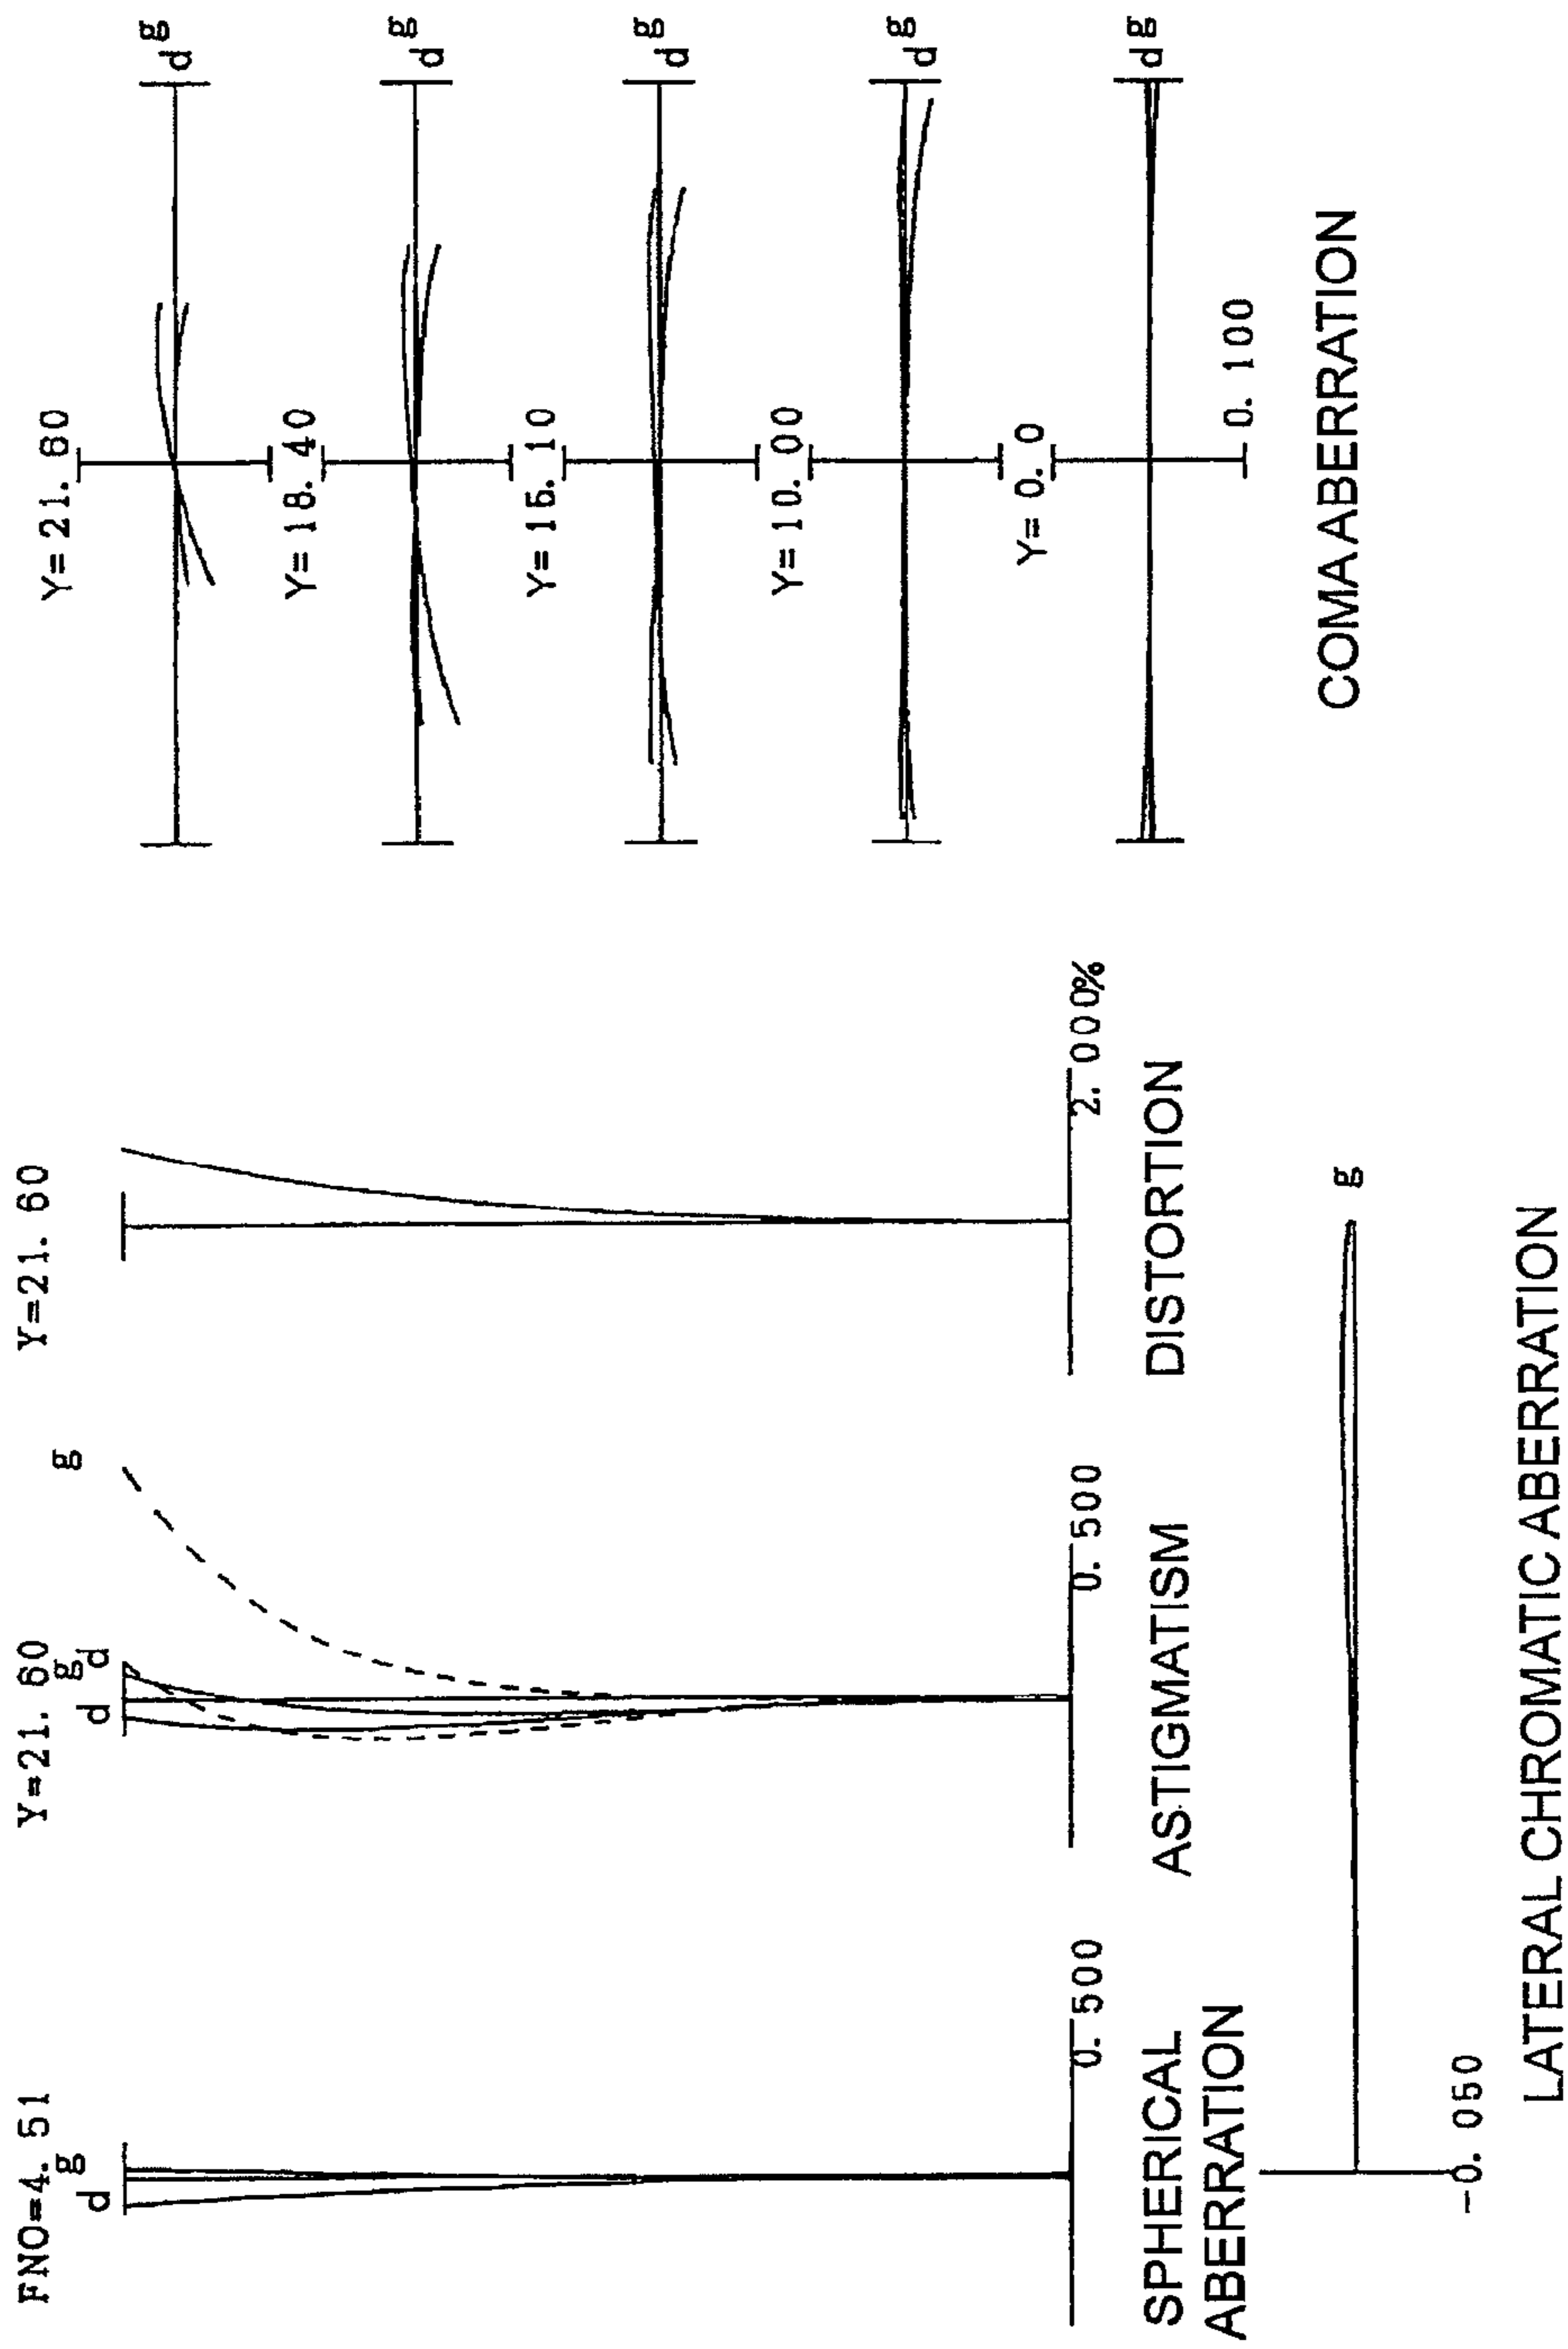 FNO=4. 51
d
g
Y=21. 60
d
g
d
g
Y=21. 60
0. 500
SPHERICAL
ABERRATION
0. 500
ASTIGMATISM
2. 000%
DISTORTION
Y=21. 80
d
g
Y=18. 40
d
g
Y=15. 10
d
g
Y=10. 00
d
g
Y= 0. 0
d
g
0. 100
COMA ABERRATION
g
-0. 050
LATERAL CHROMATIC ABERRATION